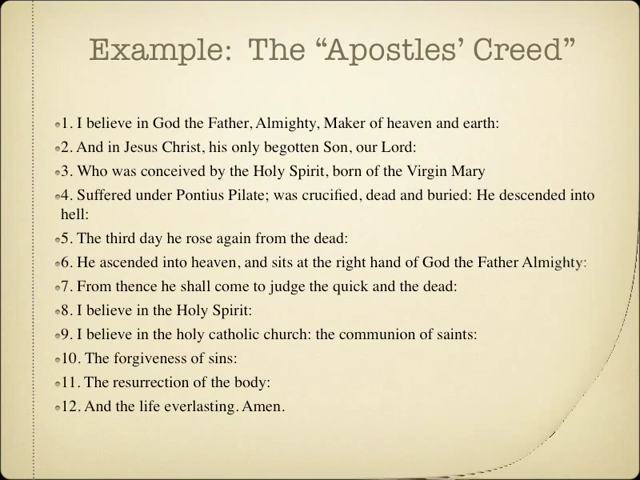 Example:  The “Apostles’ Creed”
1. I believe in God the Father, Almighty, Maker of heaven and earth:
2. And in Jesus Christ, his only begotten Son, our Lord:
3. Who was conceived by the Holy Spirit, born of the Virgin Mary
4. Suffered under Pontius Pilate; was crucified, dead and buried: He descended into
hell:
5. The third day he rose again from the dead:
6. He ascended into heaven, and sits at the right hand of God the Father Almighty:
7. From thence he shall come to judge the quick and the dead:
8. I believe in the Holy Spirit:
9. I believe in the holy catholic church: the communion of saints:
10. The forgiveness of sins:
11. The resurrection of the body:
12. And the life everlasting. Amen.